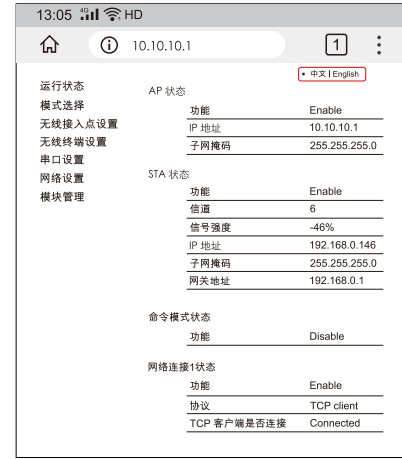 13:05 4G HD
10.10.10.1 1
• 中文 | English
运行状态
模式选择
无线接入点设置
无线终端设置
串口设置
网络设置
模块管理
AP 状态
功能 Enable
IP 地址 10.10.10.1
子网掩码 255.255.255.0
STA 状态
功能 Enable
信道 6
信号强度 -46%
IP 地址 192.168.0.146
子网掩码 255.255.255.0
网关地址 192.168.0.1
命令模式状态
功能 Disable
网络连接1状态
功能 Enable
协议 TCP client
TCP 客户端是否连接 Connected